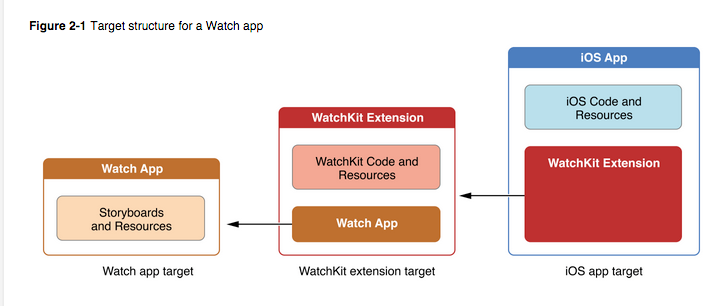 Figure 2-1 Target structure for a Watch app
iOS App
iOS Code and
Resources
WatchKit Extension
WatchKit Extension
WatchKit Code and
Resources
Watch App
Watch App
Storyboards
and Resources
Watch app target
WatchKit extension target
iOS app target